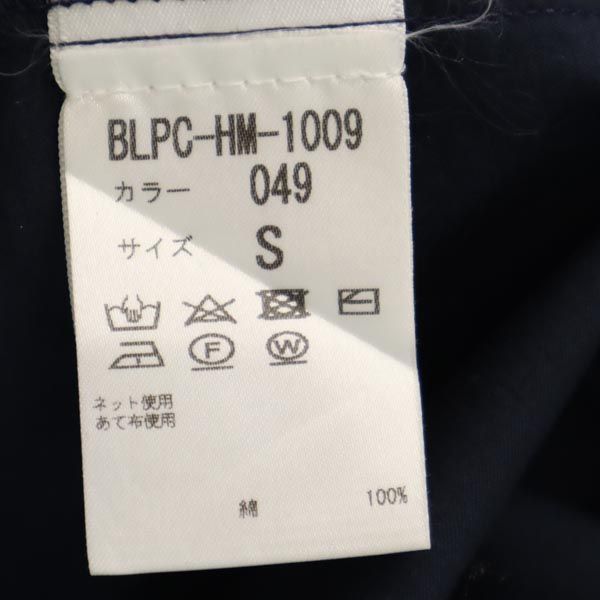 BLPC-HM-1009
カラー 049
サイズ S
F W
ネット使用
あて布使用
綿 100%